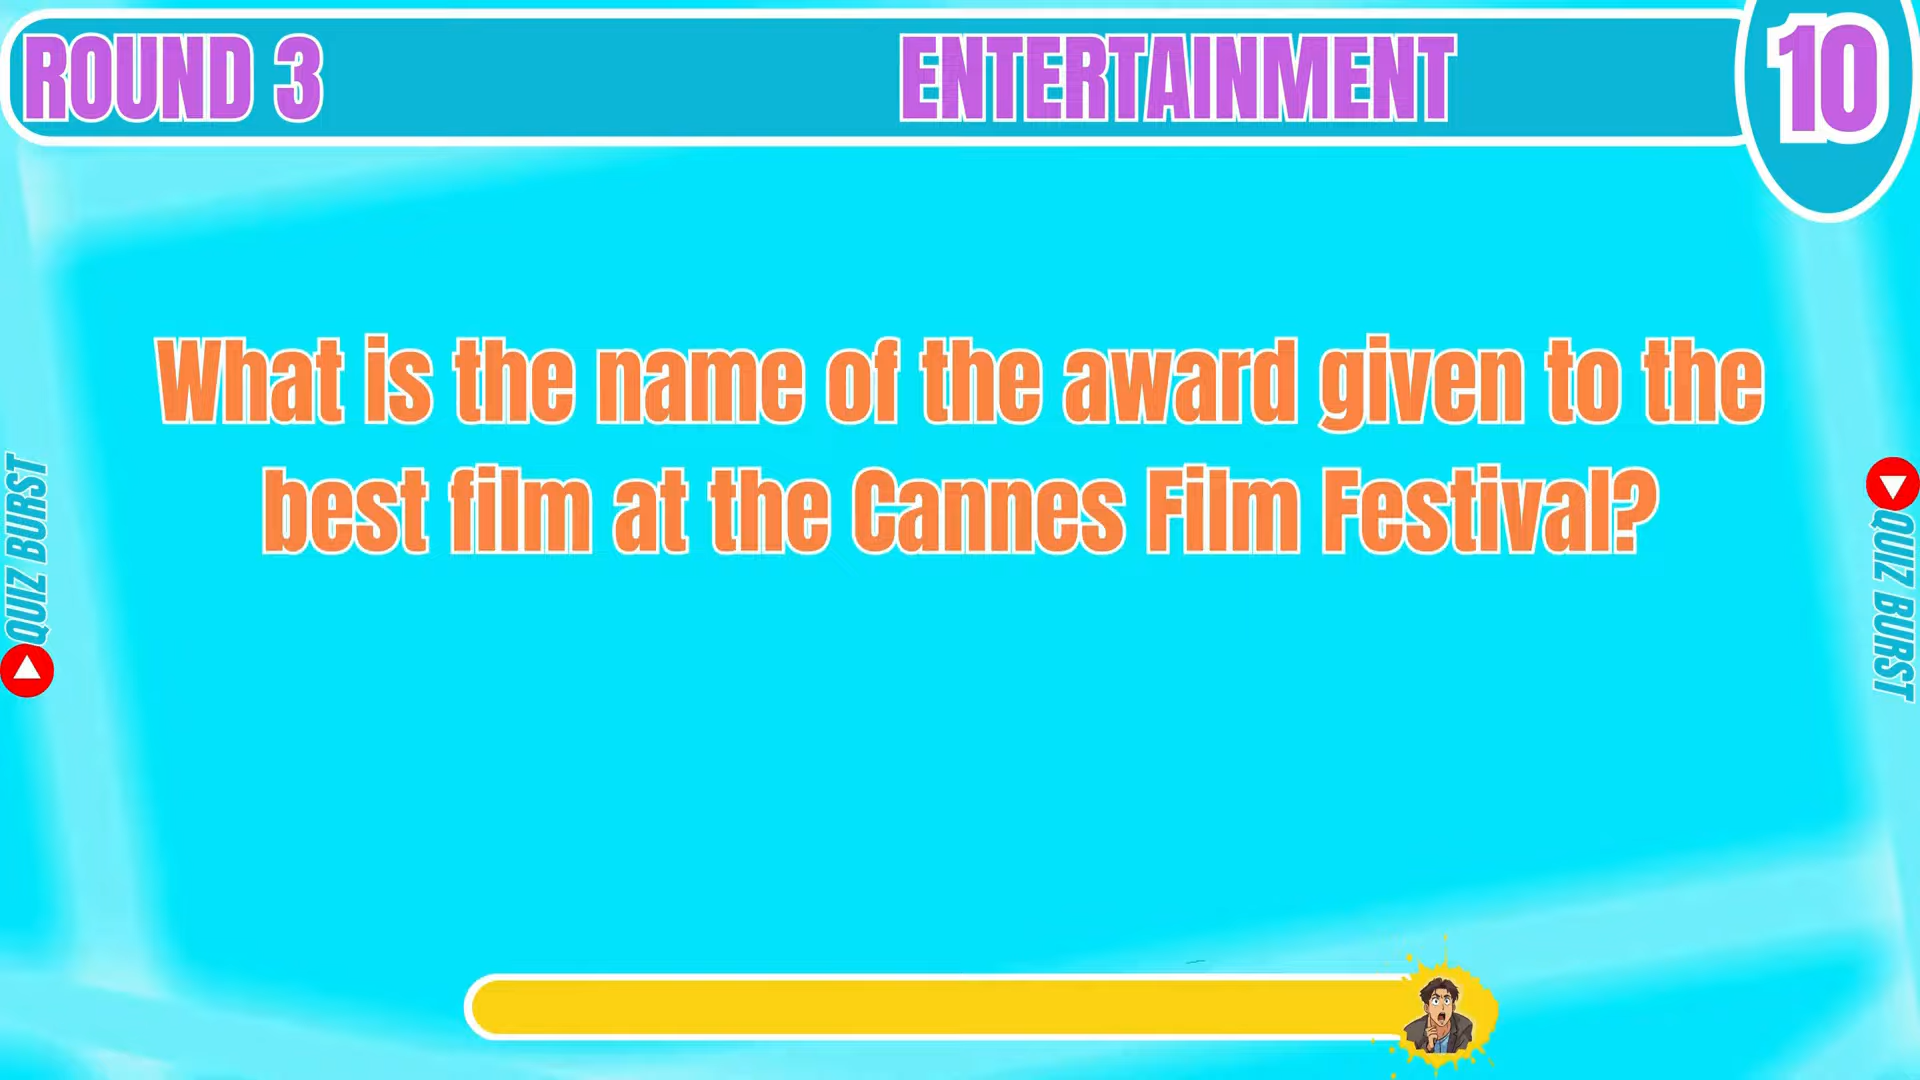 ROUND 3
ENTERTAINMENT
10
What is the name of the award given to the
best film at the Cannes Film Festival?
QUIZ BURST
QUIZ BURST